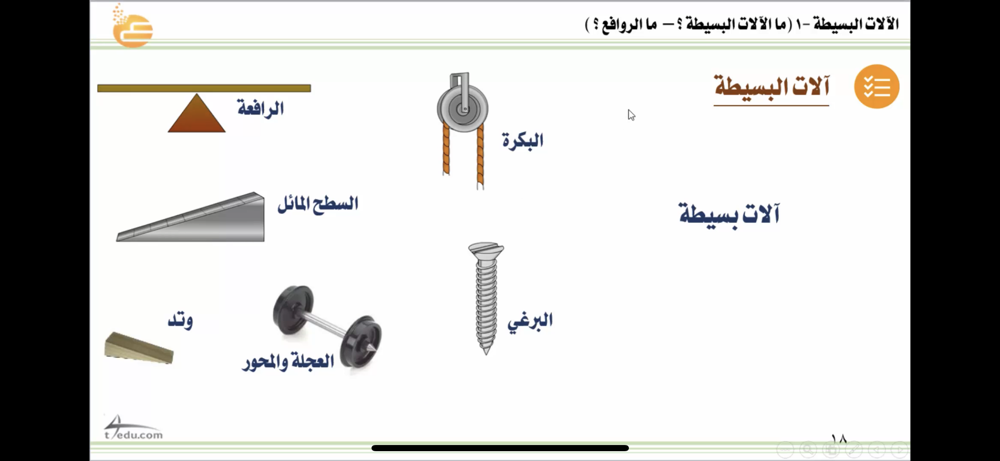 الآلات البسيطة -١ (ما الآلات البسيطة ؟ – ما الروافع ؟ )
آلات البسيطة
الرافعة
البكرة
السطح المائل
آلات بسيطة
وتد
البرغي
العجلة والمحور
t4edu.com
١٨